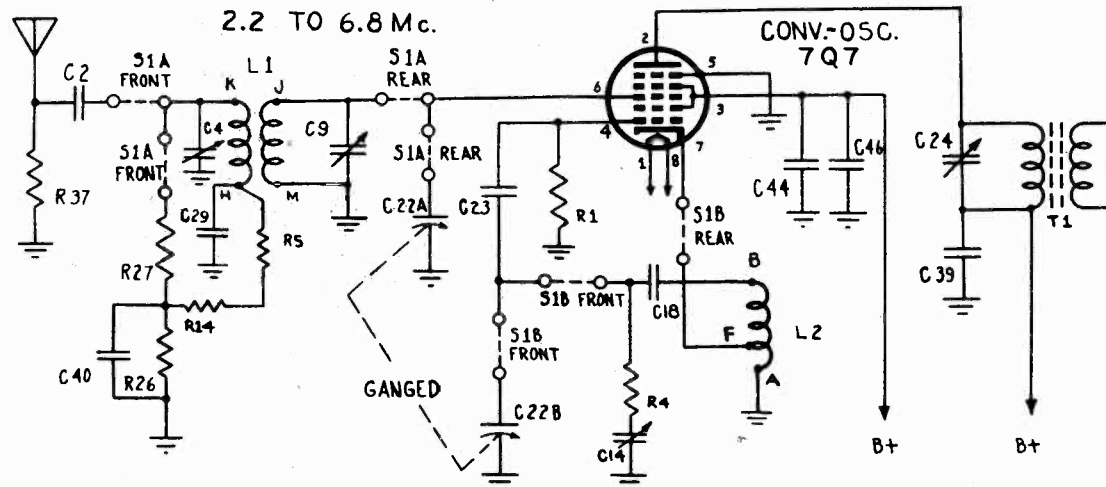 2.2 TO 6.8 Mc.
CONV.-OSC.
7Q7
C2
S1A
FRONT
L1
K
J
S1A
REAR
2
5
6
3
4
1
8
7
C4
C9
S1A
FRONT
S1A REAR
R37
H
M
C29
R5
C22A
C23
R1
S1B
REAR
C44
C46
C24
T1
R27
R14
S1B FRONT
C18
B
F
L2
A
C39
C40
R26
GANGED
S1B
FRONT
C22B
R4
C14
B+
B+